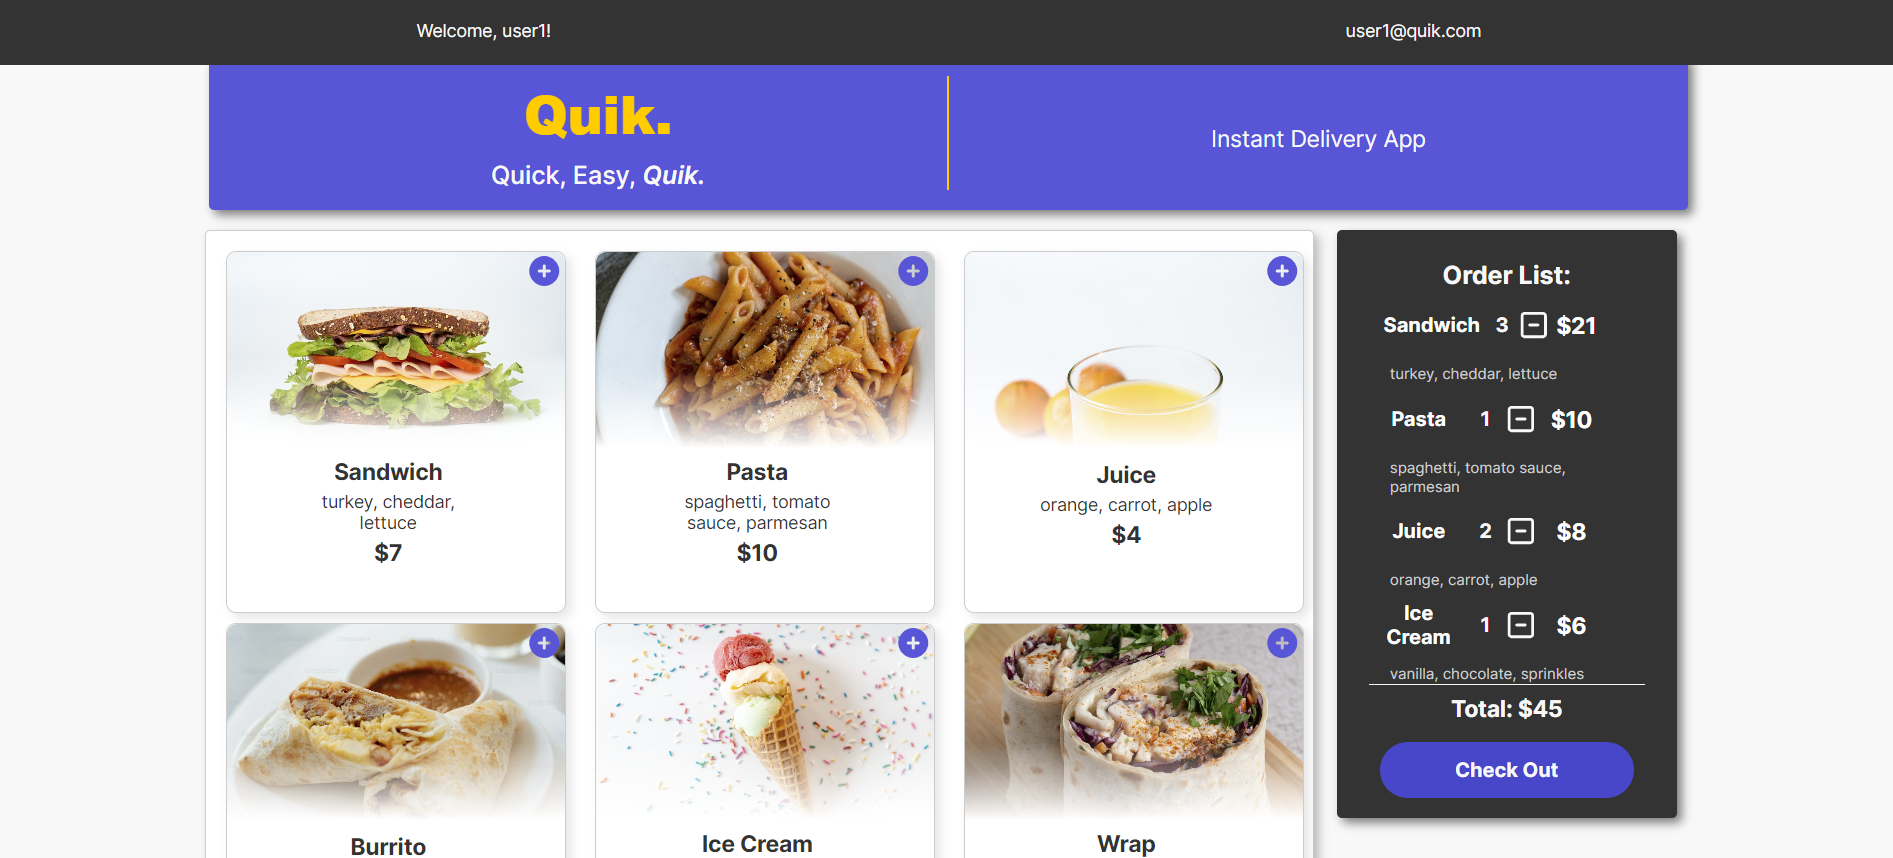 Welcome, user1!
user1@quik.com
Quik.
Quick, Easy, Quik.
Instant Delivery App
Sandwich
turkey, cheddar,
lettuce
$7
Pasta
spaghetti, tomato
sauce, parmesan
$10
Juice
orange, carrot, apple
$4
Burrito
Ice Cream
Wrap
Order List:
Sandwich 3 $21
turkey, cheddar, lettuce
Pasta 1 $10
spaghetti, tomato sauce,
parmesan
Juice 2 $8
orange, carrot, apple
Ice
Cream 1 $6
vanilla, chocolate, sprinkles
Total: $45
Check Out